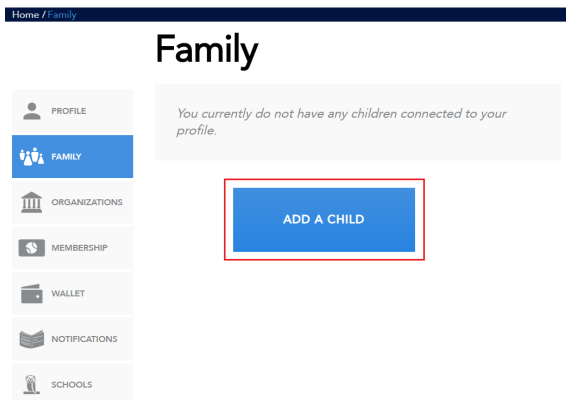 Home / Family
Family
PROFILE
You currently do not have any children connected to your
profile.
FAMILY
ORGANIZATIONS
ADD A CHILD
MEMBERSHIP
WALLET
NOTIFICATIONS
SCHOOLS